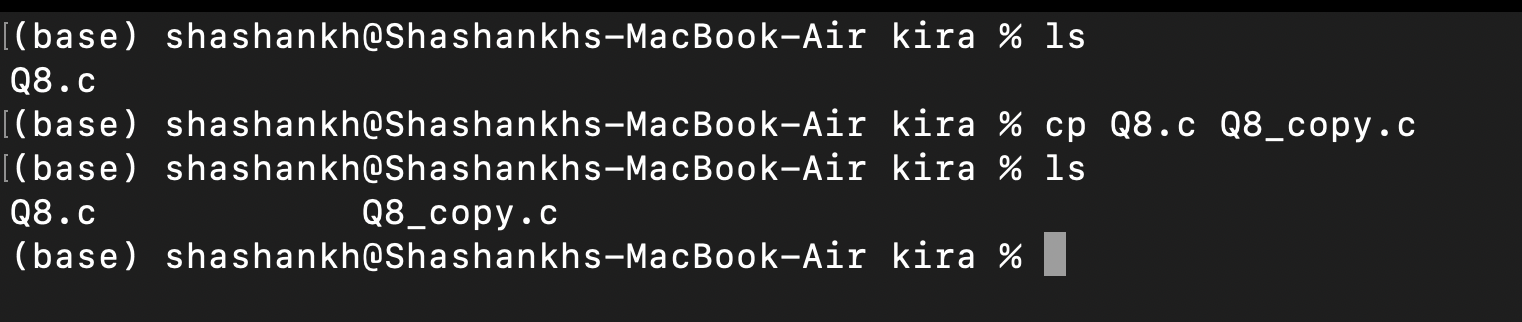 [(base) shashankh@Shashankhs-MacBook-Air kira % ls
Q8.c
[(base) shashankh@Shashankhs-MacBook-Air kira % cp Q8.c Q8_copy.c
[(base) shashankh@Shashankhs-MacBook-Air kira % ls
Q8.c Q8_copy.c
(base) shashankh@Shashankhs-MacBook-Air kira %